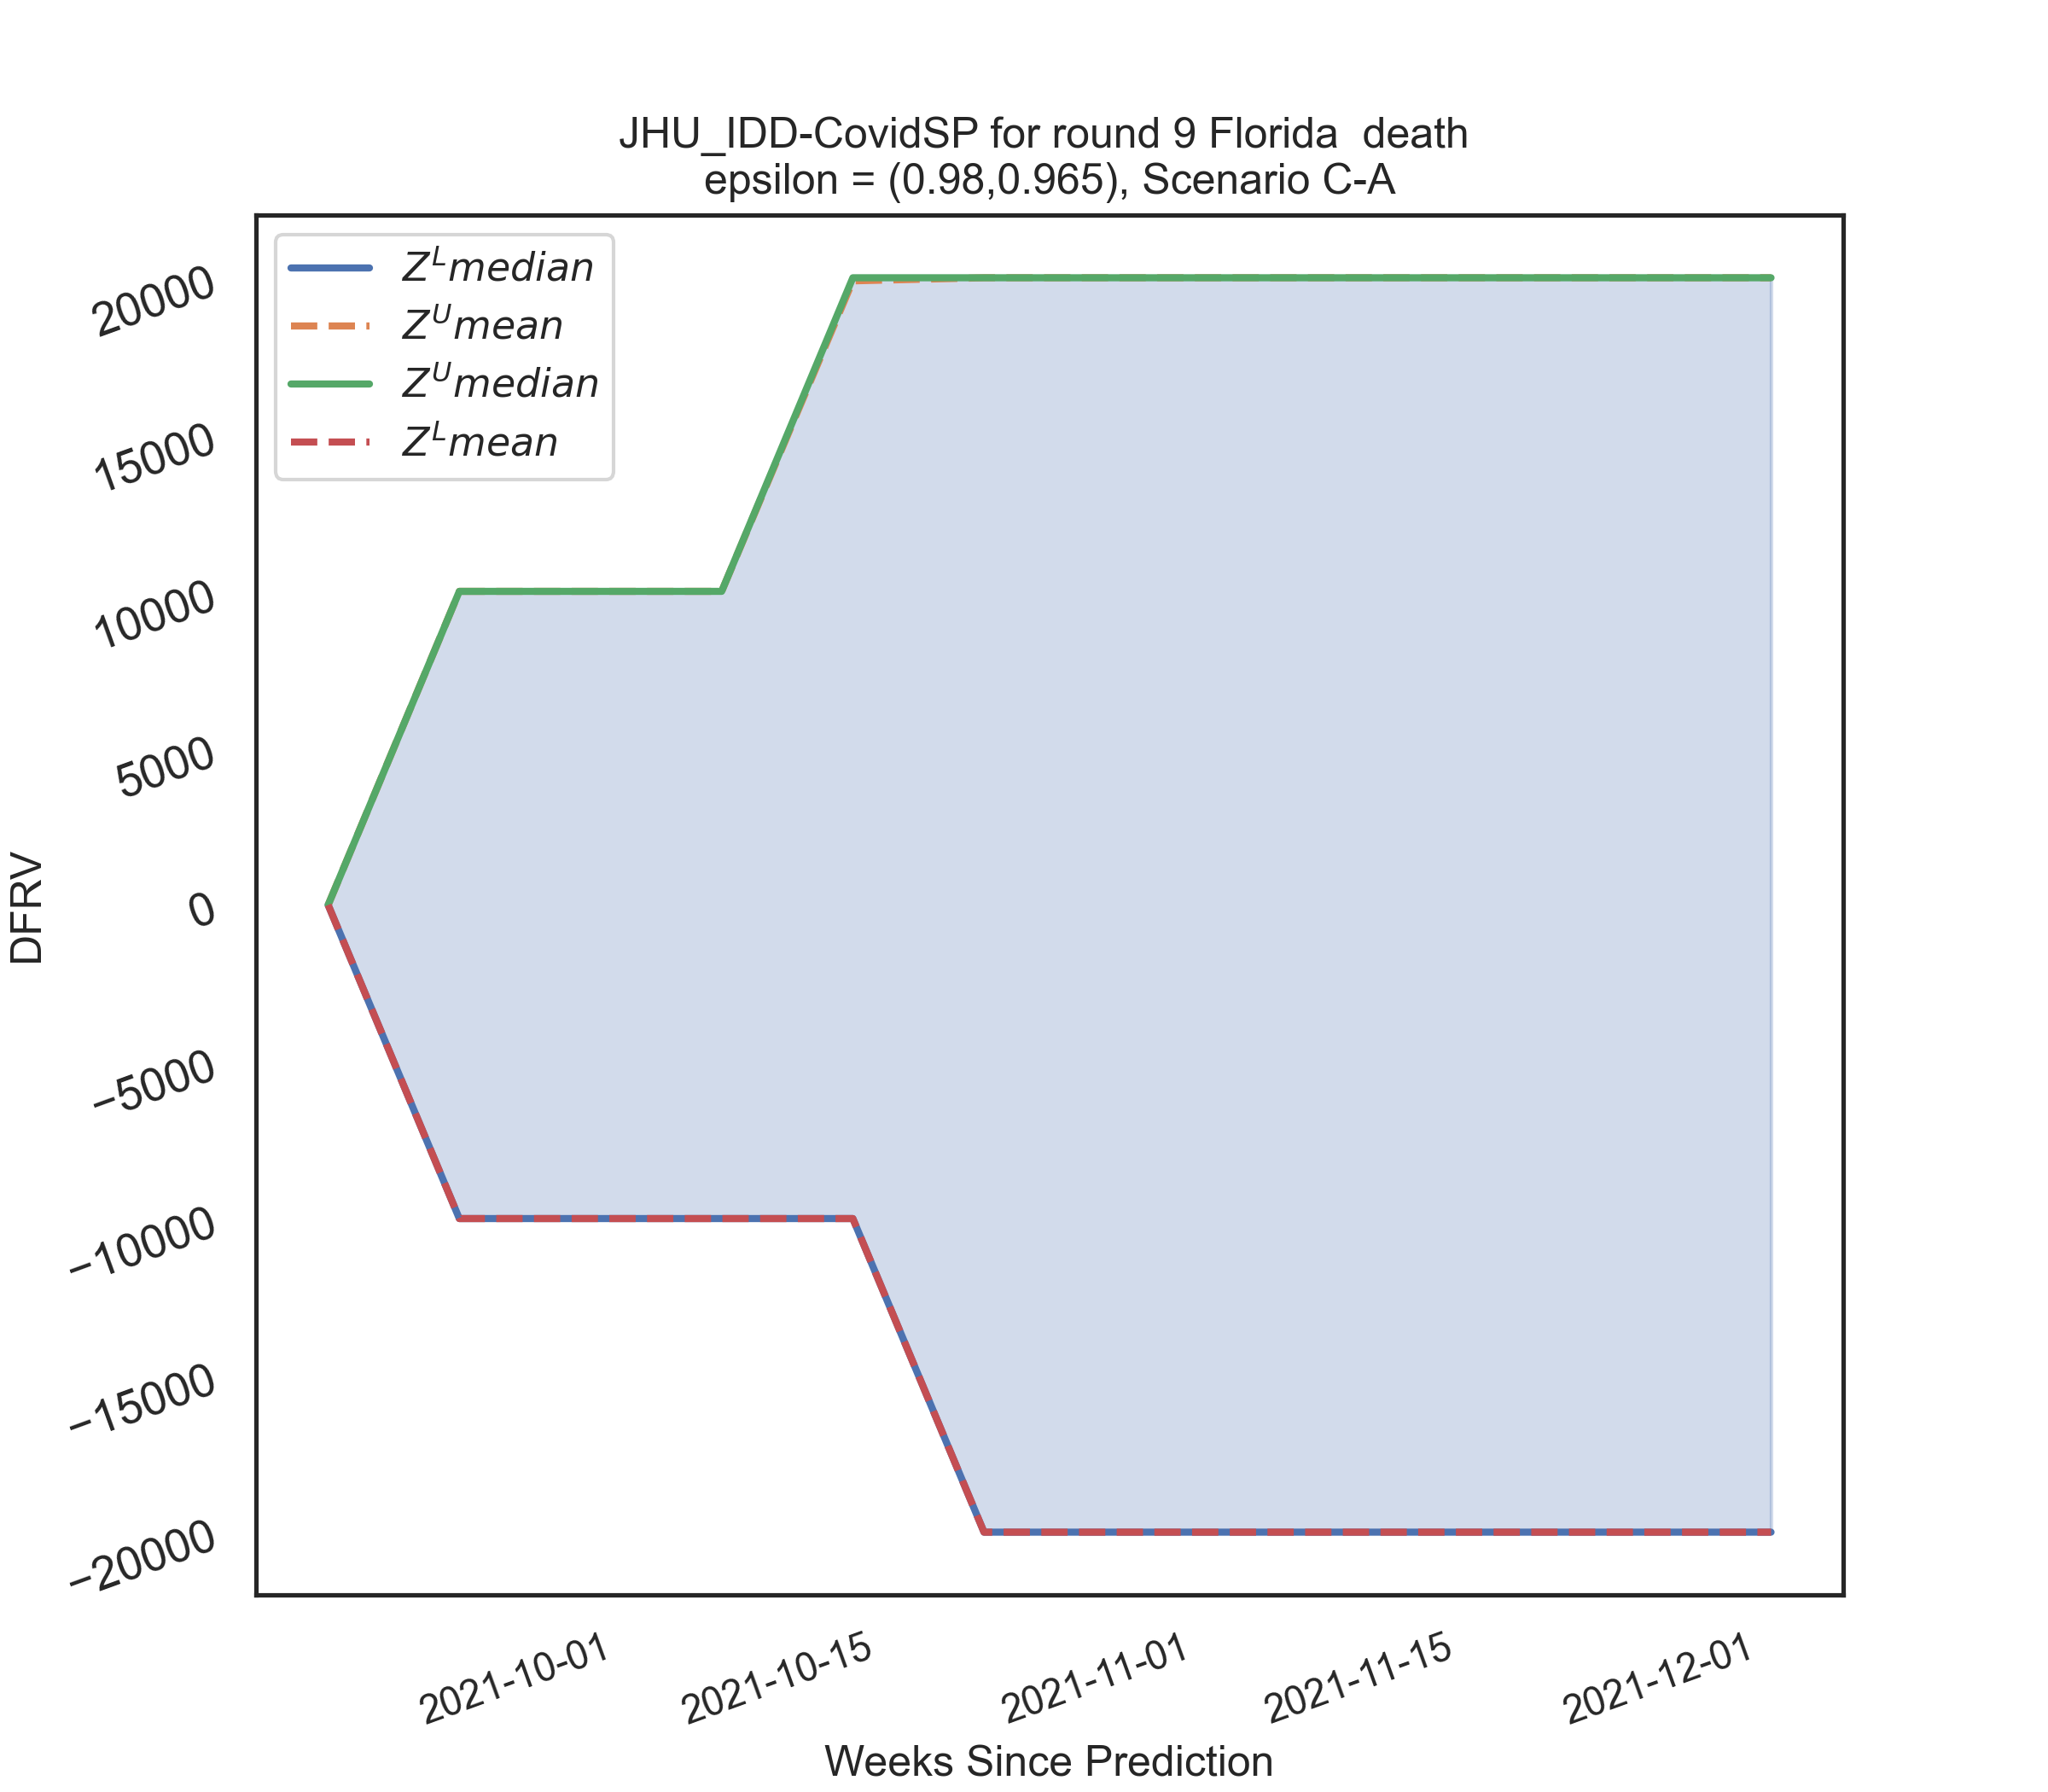 JHU_IDD-CovidSP for round 9 Florida  death
epsilon = (0.98,0.965), Scenario C-A
Z^L median
Z^U mean
Z^U median
Z^L mean
20000
15000
10000
5000
0
−5000
−10000
−15000
−20000
DFRV
2021-10-01
2021-10-15
2021-11-01
2021-11-15
2021-12-01
Weeks Since Prediction